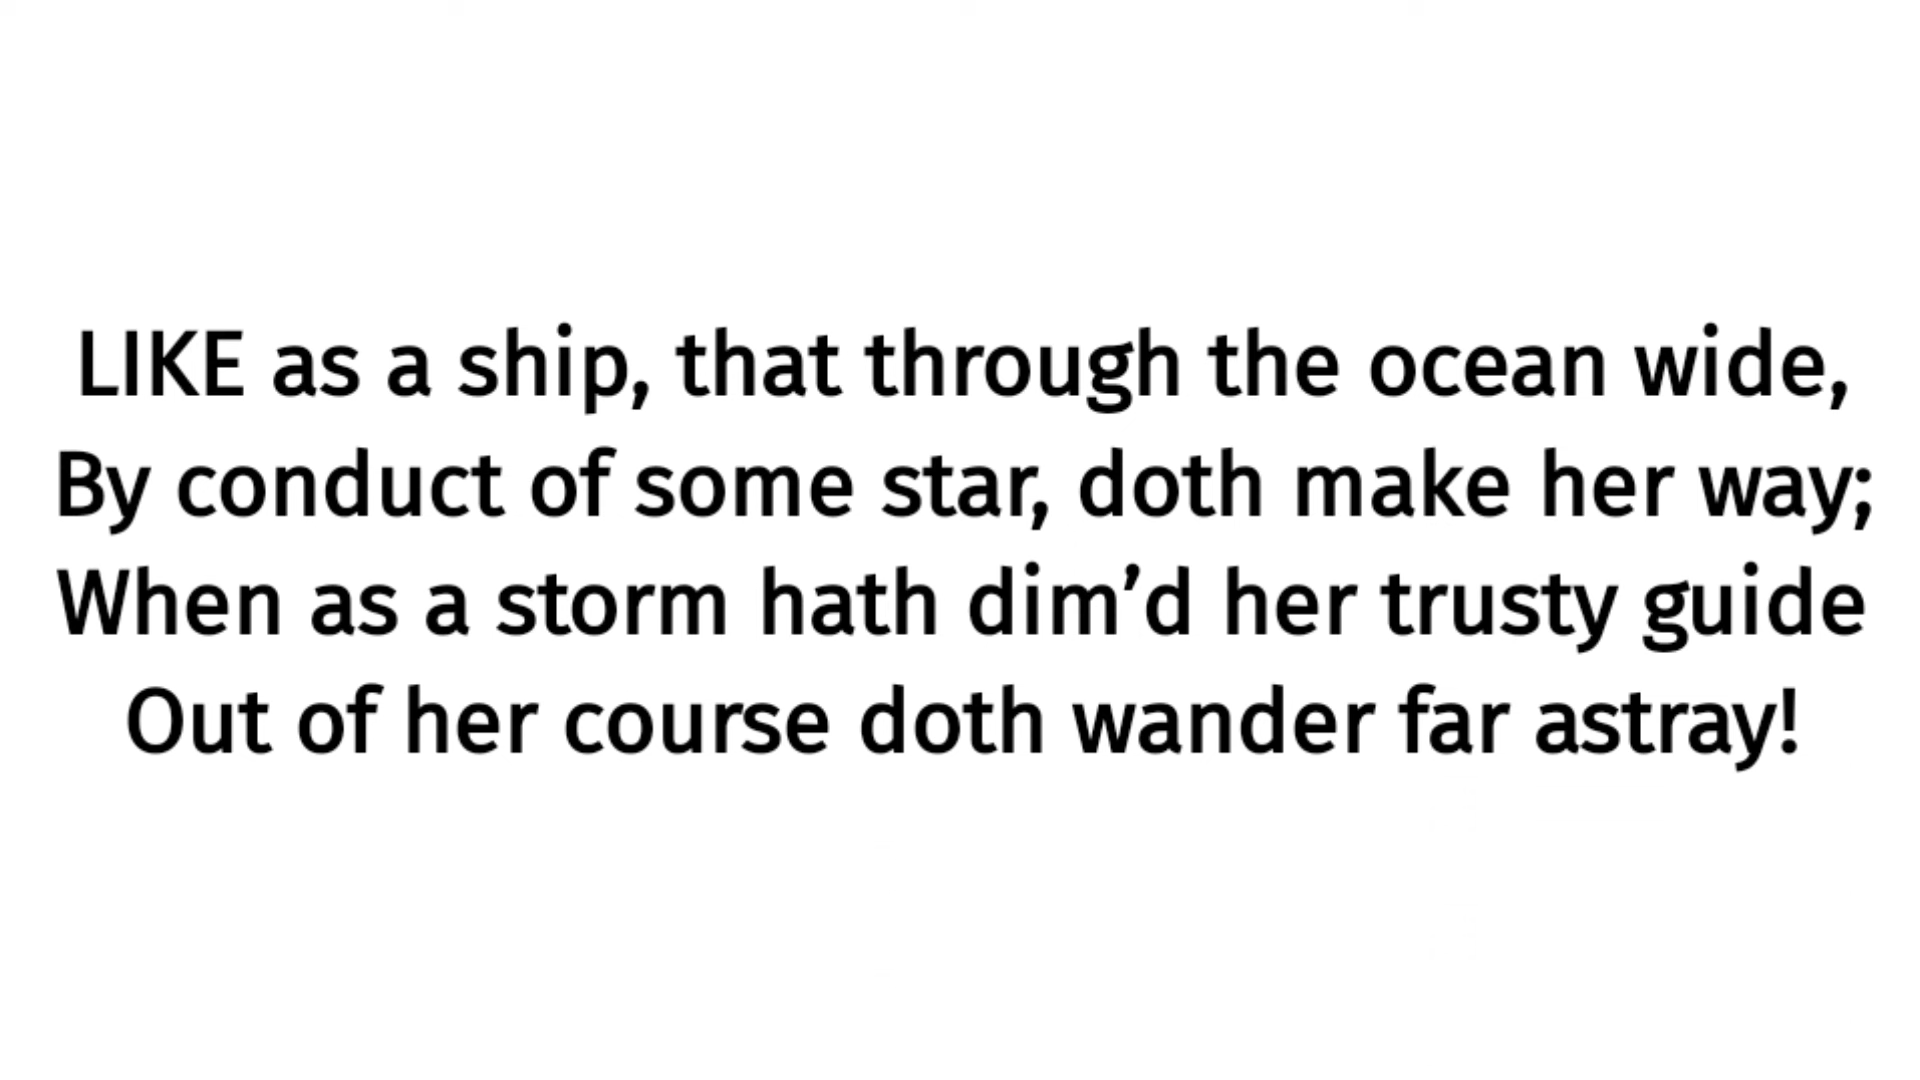 LIKE as a ship, that through the ocean wide,
By conduct of some star, doth make her way;
When as a storm hath dim’d her trusty guide
Out of her course doth wander far astray!